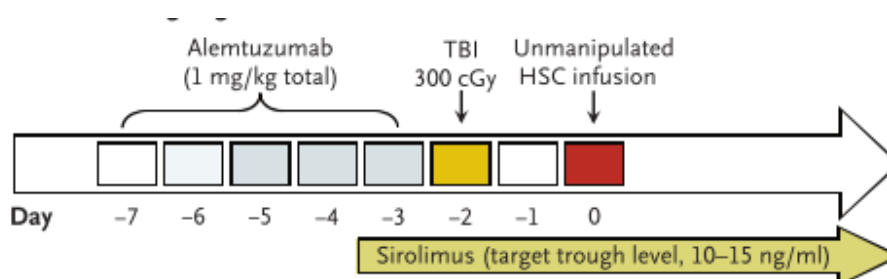 Alemtuzumab
(1 mg/kg total)
TBI
300 cGy
Unmanipulated
HSC infusion
Day –7 –6 –5 –4 –3 –2 –1 0
Sirolimus (target trough level, 10–15 ng/ml)